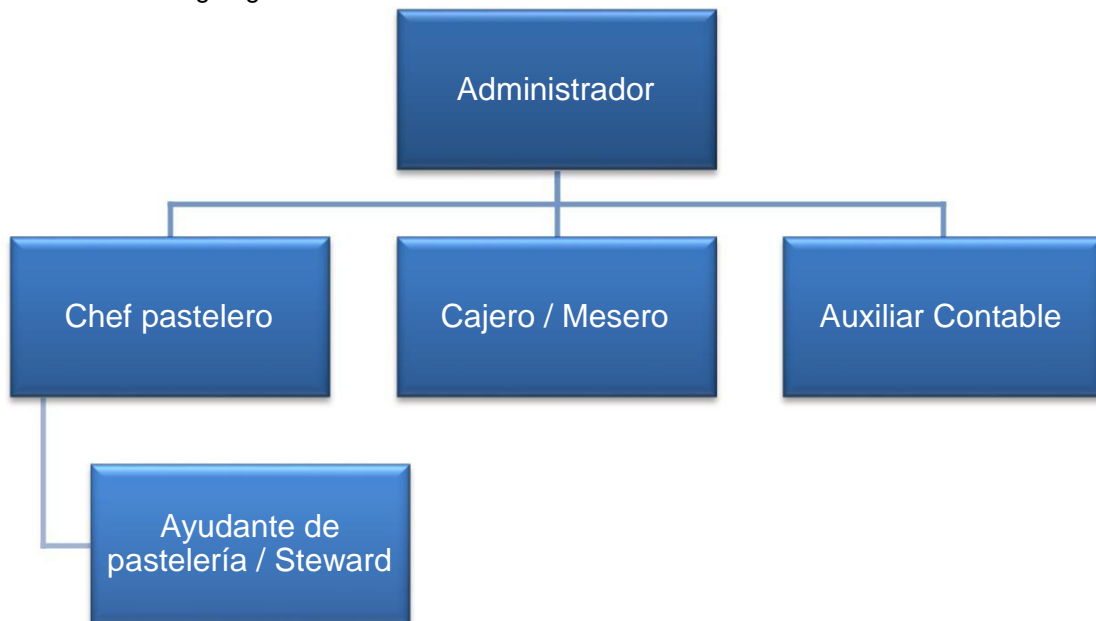 Administrador
Chef pastelero
Cajero / Mesero
Auxiliar Contable
Ayudante de
pastelería / Steward